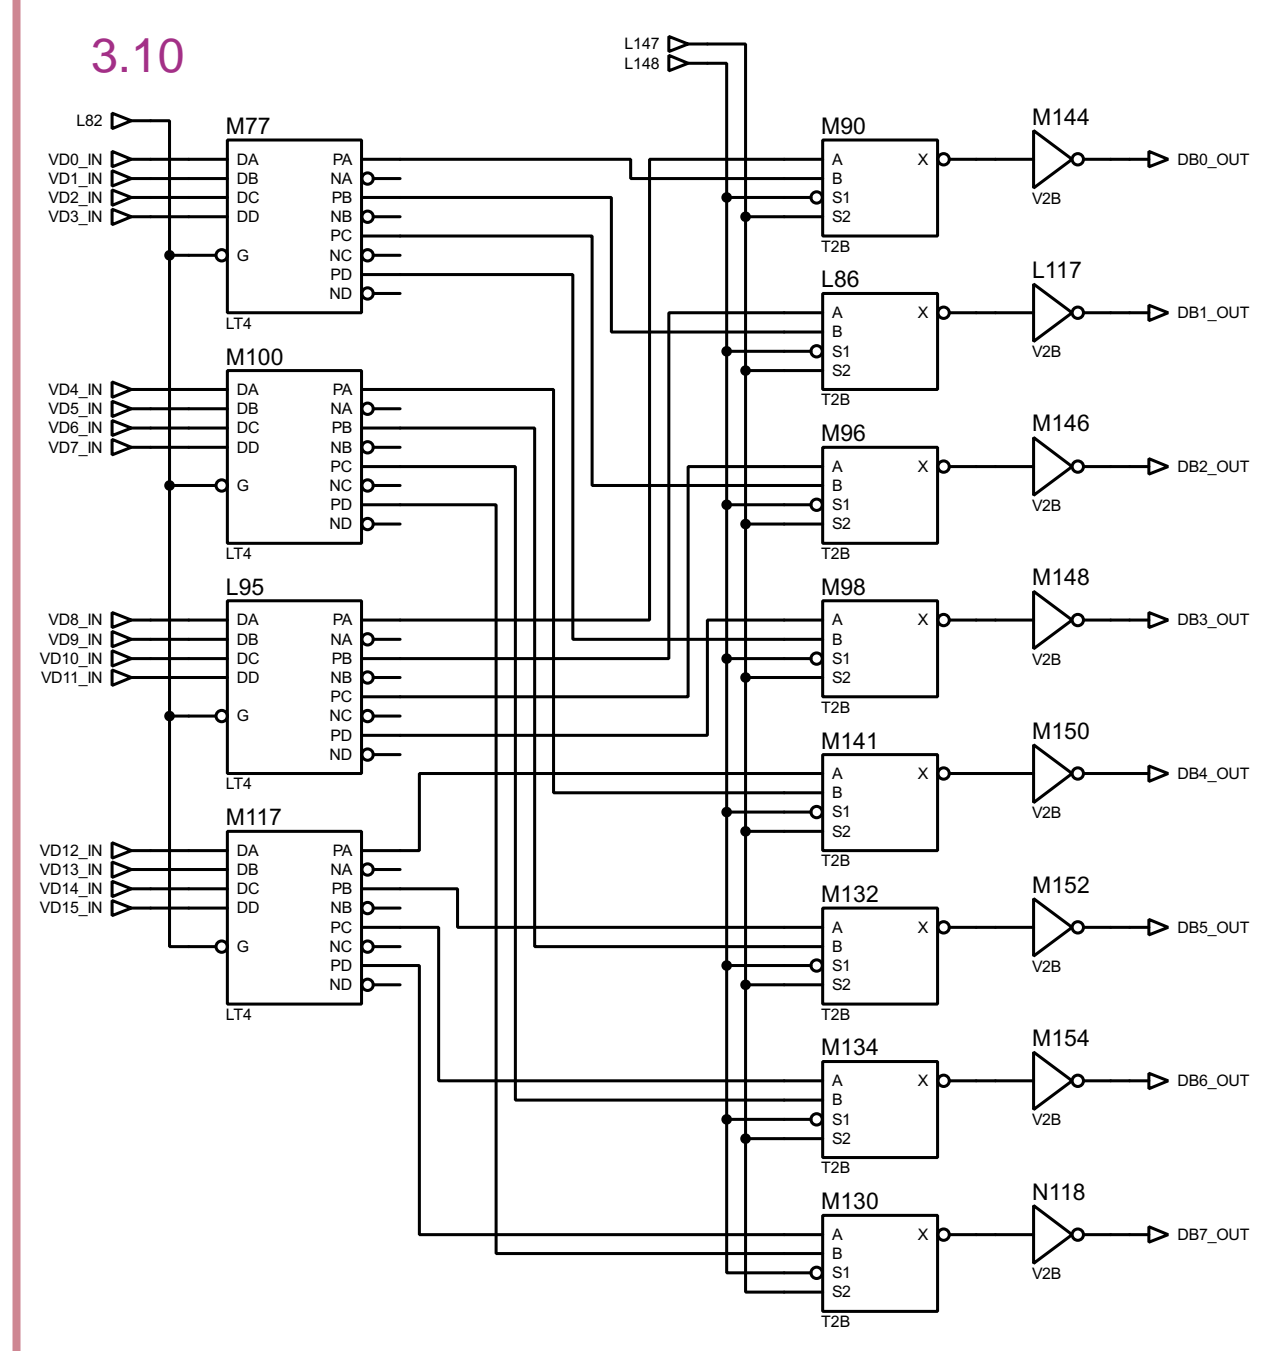 3.10
L147
L148
L82
VD0_IN
VD1_IN
VD2_IN
VD3_IN
M77
DA PA
DB NA
DC PB
DD NB
PC
G NC
PD
ND
LT4
VD4_IN
VD5_IN
VD6_IN
VD7_IN
M100
DA PA
DB NA
DC PB
DD NB
PC
G NC
PD
ND
LT4
VD8_IN
VD9_IN
VD10_IN
VD11_IN
L95
DA PA
DB NA
DC PB
DD NB
PC
G NC
PD
ND
LT4
VD12_IN
VD13_IN
VD14_IN
VD15_IN
M117
DA PA
DB NA
DC PB
DD NB
PC
G NC
PD
ND
LT4
M90
A X
B
S1
S2
T2B
M144
V2B
DB0_OUT
L86
A X
B
S1
S2
T2B
L117
V2B
DB1_OUT
M96
A X
B
S1
S2
T2B
M146
V2B
DB2_OUT
M98
A X
B
S1
S2
T2B
M148
V2B
DB3_OUT
M141
A X
B
S1
S2
T2B
M150
V2B
DB4_OUT
M132
A X
B
S1
S2
T2B
M152
V2B
DB5_OUT
M134
A X
B
S1
S2
T2B
M154
V2B
DB6_OUT
M130
A X
B
S1
S2
T2B
N118
V2B
DB7_OUT